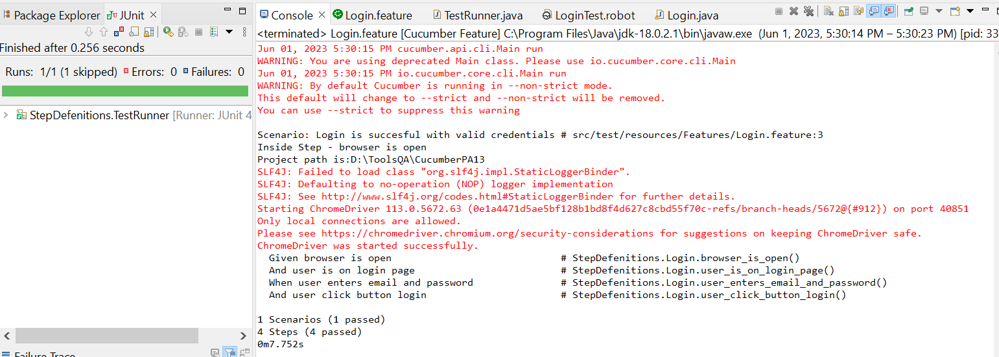 Package Explorer JUnit
Finished after 0.256 seconds
Runs: 1/1 (1 skipped) Errors: 0 Failures: 0
StepDefenitions.TestRunner [Runner: JUnit 4
Failure Trace
Console Login.feature TestRunner.java LoginTest.robot Login.java
<terminated> Login.feature [Cucumber Feature] C:\Program Files\Java\jdk-18.0.2.1\bin\javaw.exe (Jun 1, 2023, 5:30:14 PM – 5:30:23 PM) [pid: 33
Jun 01, 2023 5:30:15 PM cucumber.api.cli.Main run
WARNING: You are using deprecated Main class. Please use io.cucumber.core.cli.Main
Jun 01, 2023 5:30:15 PM io.cucumber.core.cli.Main run
WARNING: By default Cucumber is running in --non-strict mode.
This default will change to --strict and --non-strict will be removed.
You can use --strict to suppress this warning
Scenario: Login is succesful with valid credentials # src/test/resources/Features/Login.feature:3
Inside Step - browser is open
Project path is:D:\ToolsQA\CucumberPA13
SLF4J: Failed to load class "org.slf4j.impl.StaticLoggerBinder".
SLF4J: Defaulting to no-operation (NOP) logger implementation
SLF4J: See http://www.slf4j.org/codes.html#StaticLoggerBinder for further details.
Starting ChromeDriver 113.0.5672.63 (0e1a4471d5ae5bf128b1bd8f4d627c8cbd55f70c-refs/branch-heads/5672@{#912}) on port 40851
Only local connections are allowed.
Please see https://chromedriver.chromium.org/security-considerations for suggestions on keeping ChromeDriver safe.
ChromeDriver was started successfully.
Given browser is open # StepDefenitions.Login.browser_is_open()
And user is on login page # StepDefenitions.Login.user_is_on_login_page()
When user enters email and password # StepDefenitions.Login.user_enters_email_and_password()
And user click button login # StepDefenitions.Login.user_click_button_login()
1 Scenarios (1 passed)
4 Steps (4 passed)
0m7.752s